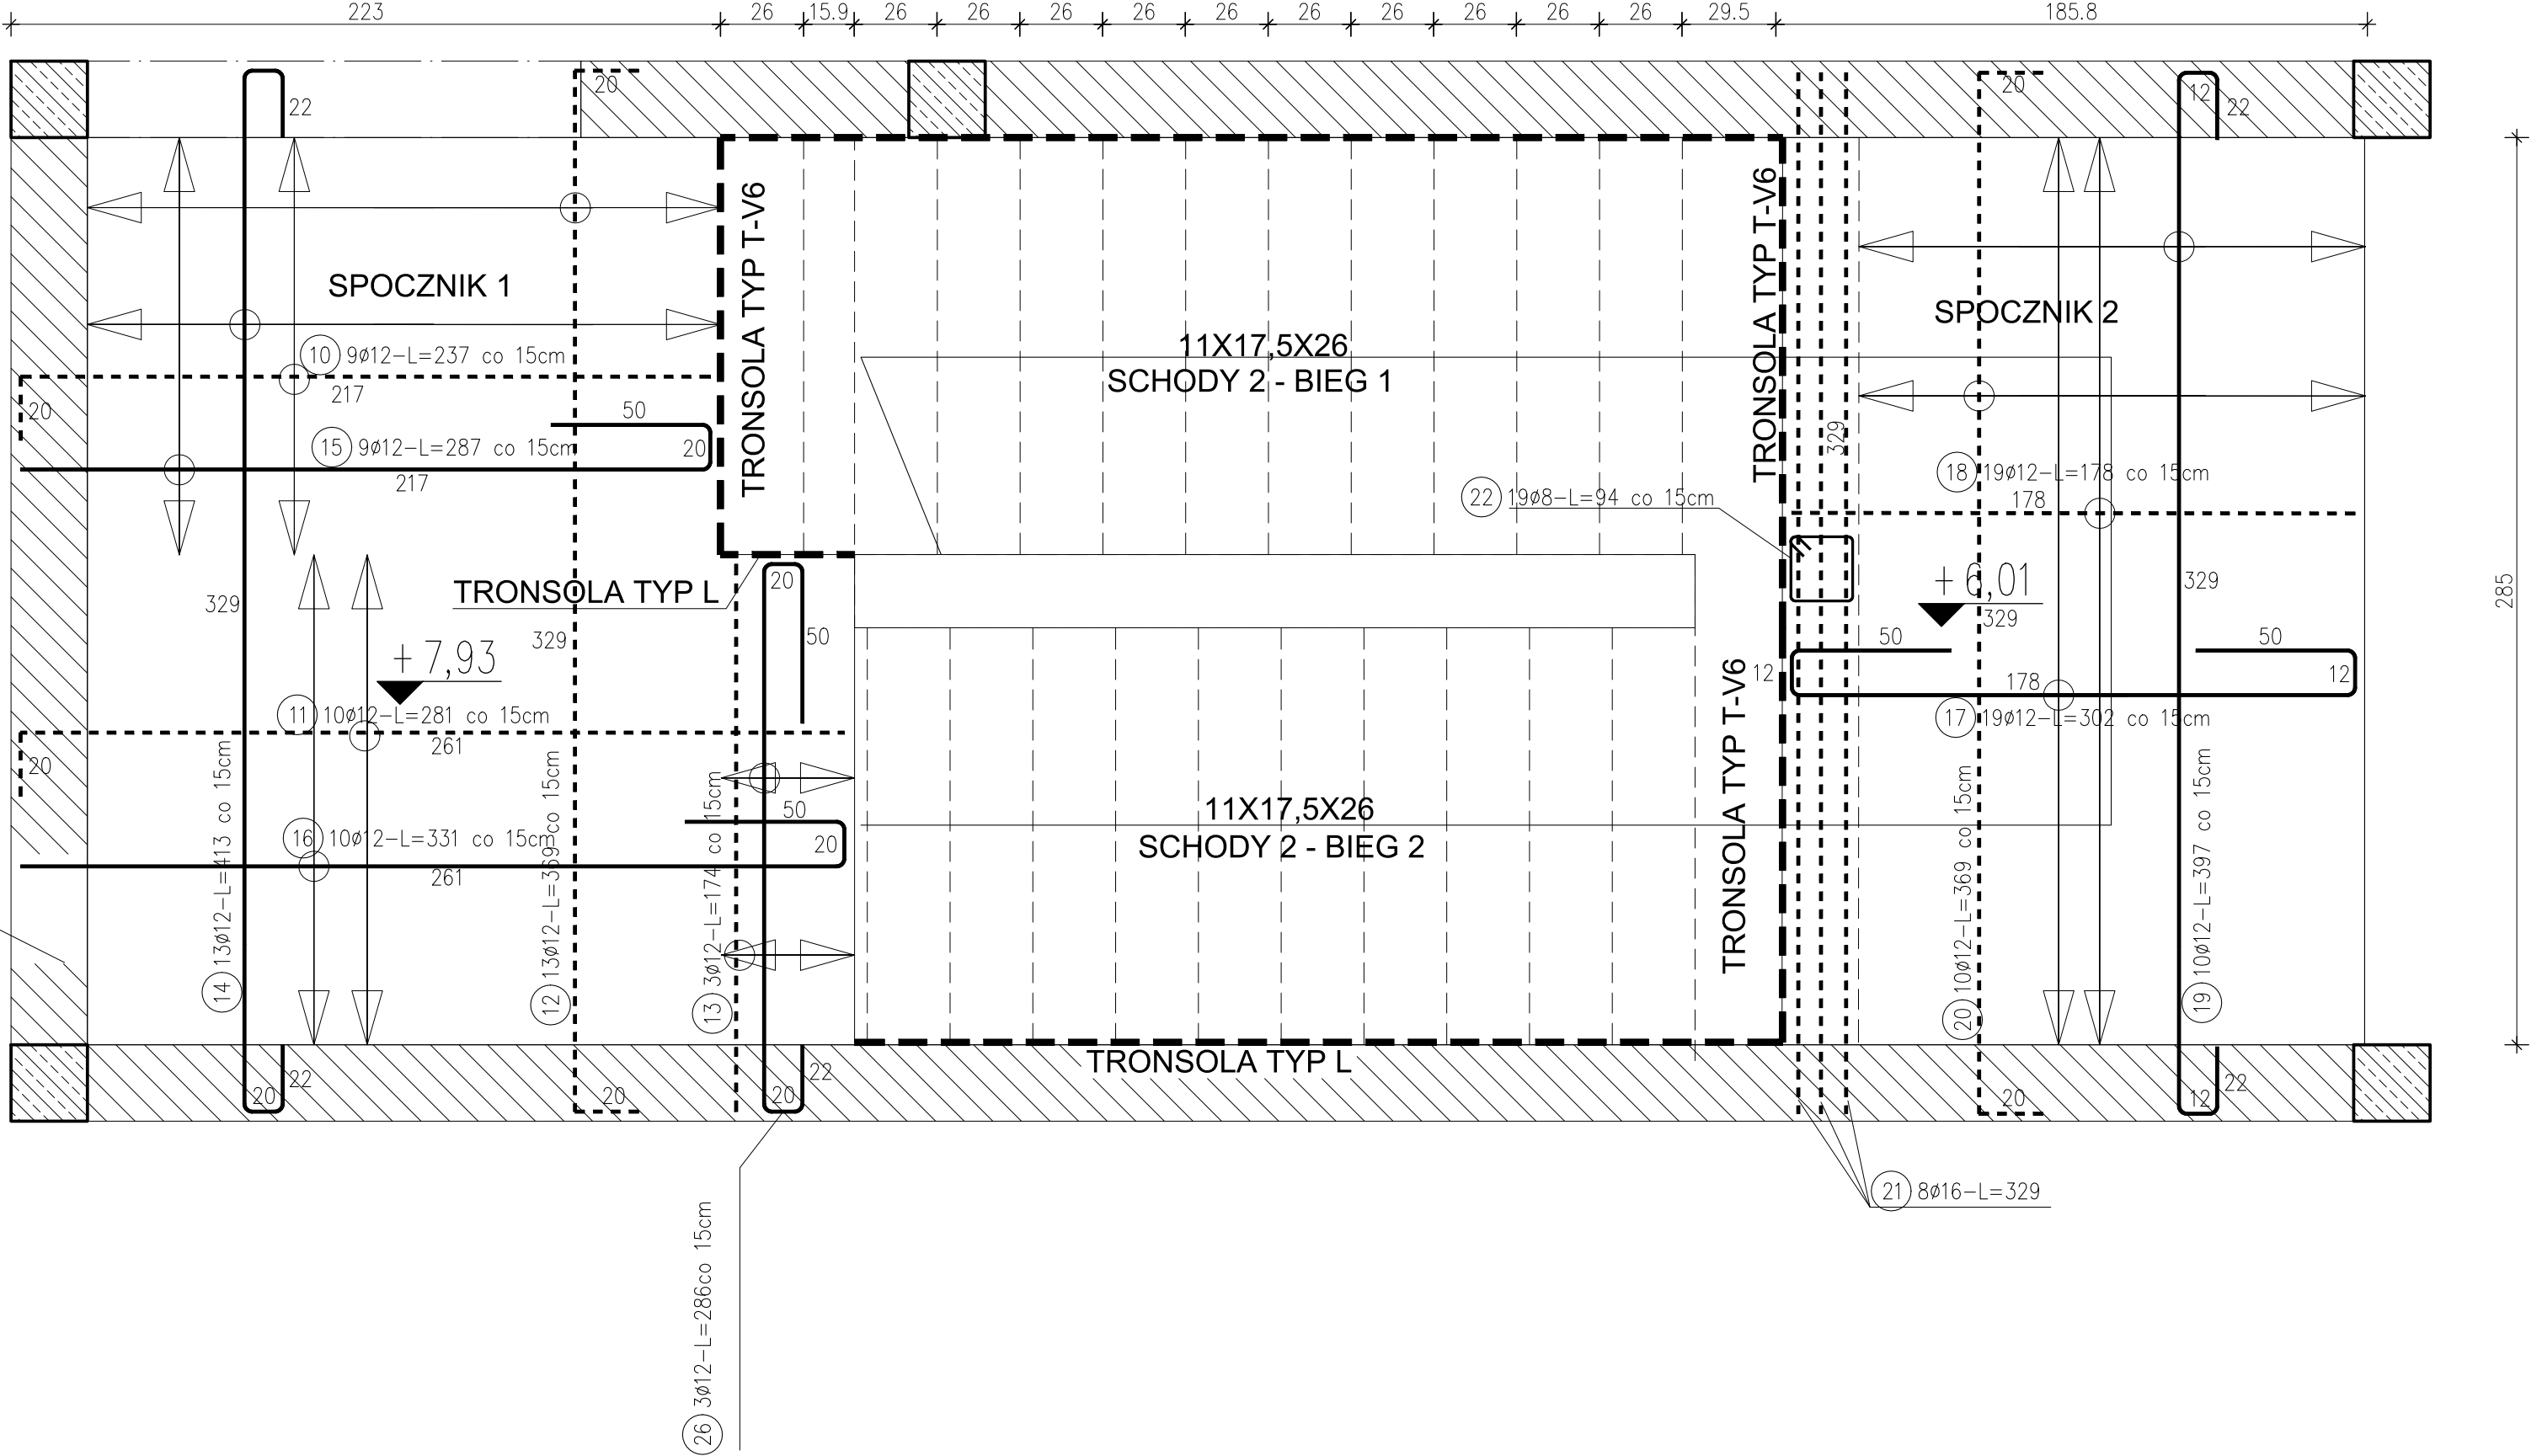 223 26 15.9 26 26 26 26 26 26 26 26 26 26 29.5 185.8
20 20 12
22 22
285
TRONSOLA TYP T-V6
TRONSOLA TYP T-V6
SPOCZNIK 1
SPOCZNIK 2
11X17,5X26
SCHODY 2 - BIEG 1
10 9ø12-L=237 co 15cm
217
20
50
15 9ø12-L=287 co 15cm
20
217
329
18 19ø12-L=178 co 15cm
178
22 19ø8-L=94 co 15cm
TRONSOLA TYP L
20
50
329
329
+ 7,93
+ 6,01
329
329
50
50
12
12
178
17 19ø12-L=302 co 15cm
11 10ø12-L=281 co 15cm
261
20
50
20
16 10ø12-L=331 co 15cm
261
11X17,5X26
SCHODY 2 - BIEG 2
TRONSOLA TYP T-V6
14 13ø12-L=413 co 15cm
12 13ø12-L=369 co 15cm
13 3ø12-L=174 co 15cm
20 10ø12-L=369 co 15cm
19 10ø12-L=397 co 15cm
TRONSOLA TYP L
22
20
20
22
20
20
22
12
21 8ø16-L=329
26 3ø12-L=286co 15cm